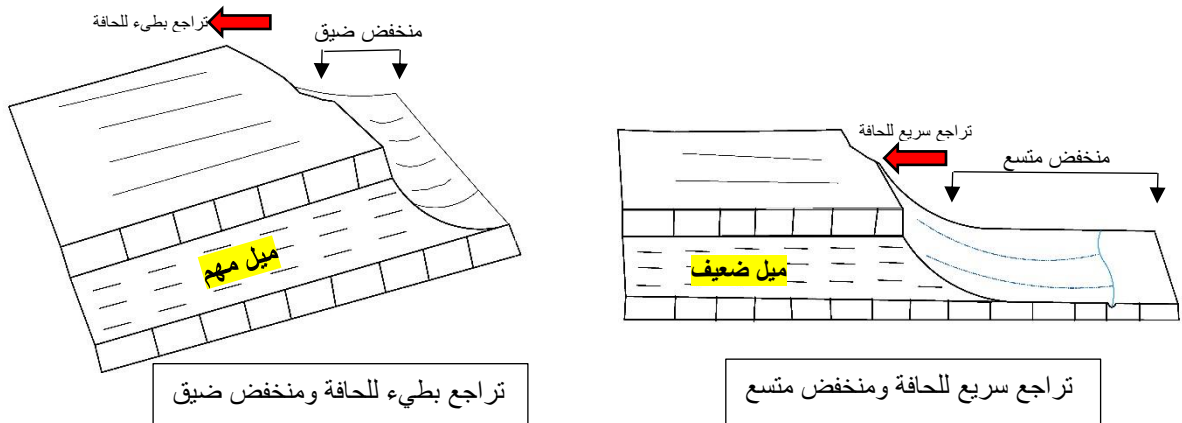 تراجع بطيء للحافة
منخفض ضيق
ميل مهم
تراجع بطيء للحافة ومنخفض ضيق
تراجع سريع للحافة
منخفض متسع
ميل ضعيف
تراجع سريع للحافة ومنخفض متسع